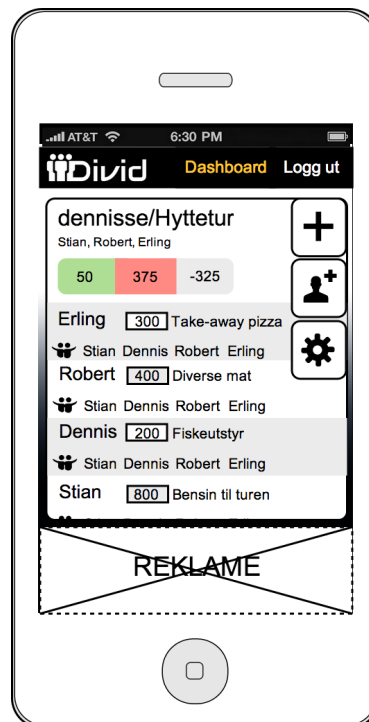 AT&T 6:30 PM
Divid Dashboard Logg ut
dennisse/Hyttetur
Stian, Robert, Erling
50 375 -325
Erling 300 Take-away pizza
Stian Dennis Robert Erling
Robert 400 Diverse mat
Stian Dennis Robert Erling
Dennis 200 Fiskeutstyr
Stian Dennis Robert Erling
Stian 800 Bensin til turen
REKLAME